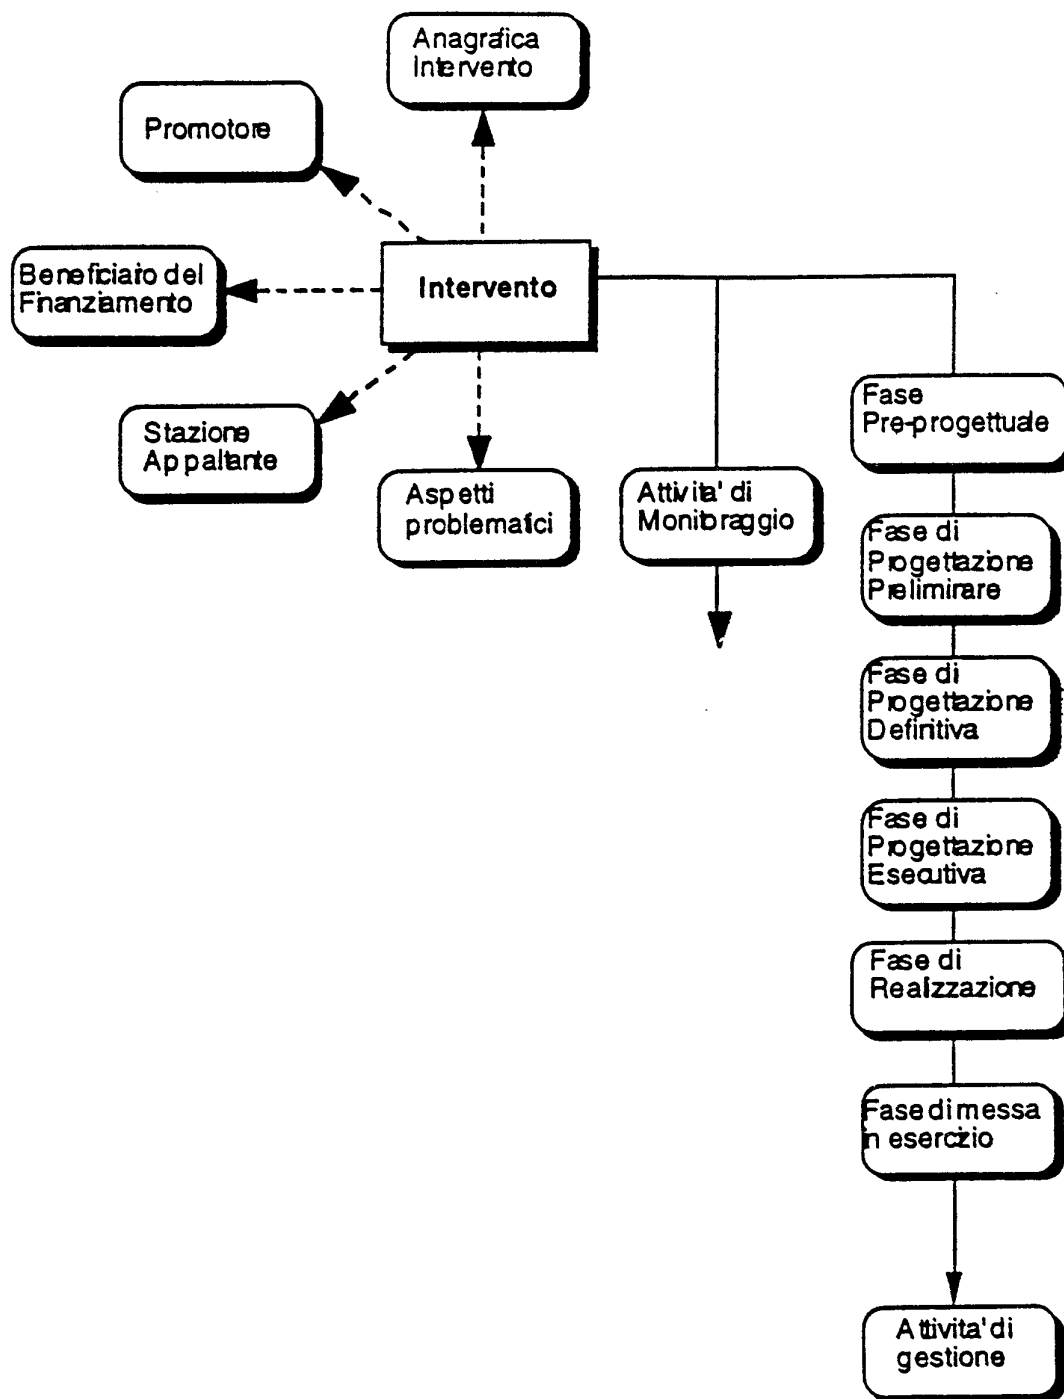 Anagrafica
Intervento
Promotore
Beneficiario del
Finanziamento
Intervento
Stazione
Appaltante
Aspetti
problematici
Attivita' di
Monitoraggio
Fase
Pre-progettuale
Fase di
Progettazione
Prelimirare
Fase di
Progettazione
Definitiva
Fase di
Progettazione
Esecutiva
Fase di
Realizzazione
Fase di messa
in esercizio
Attivita' di
gestione